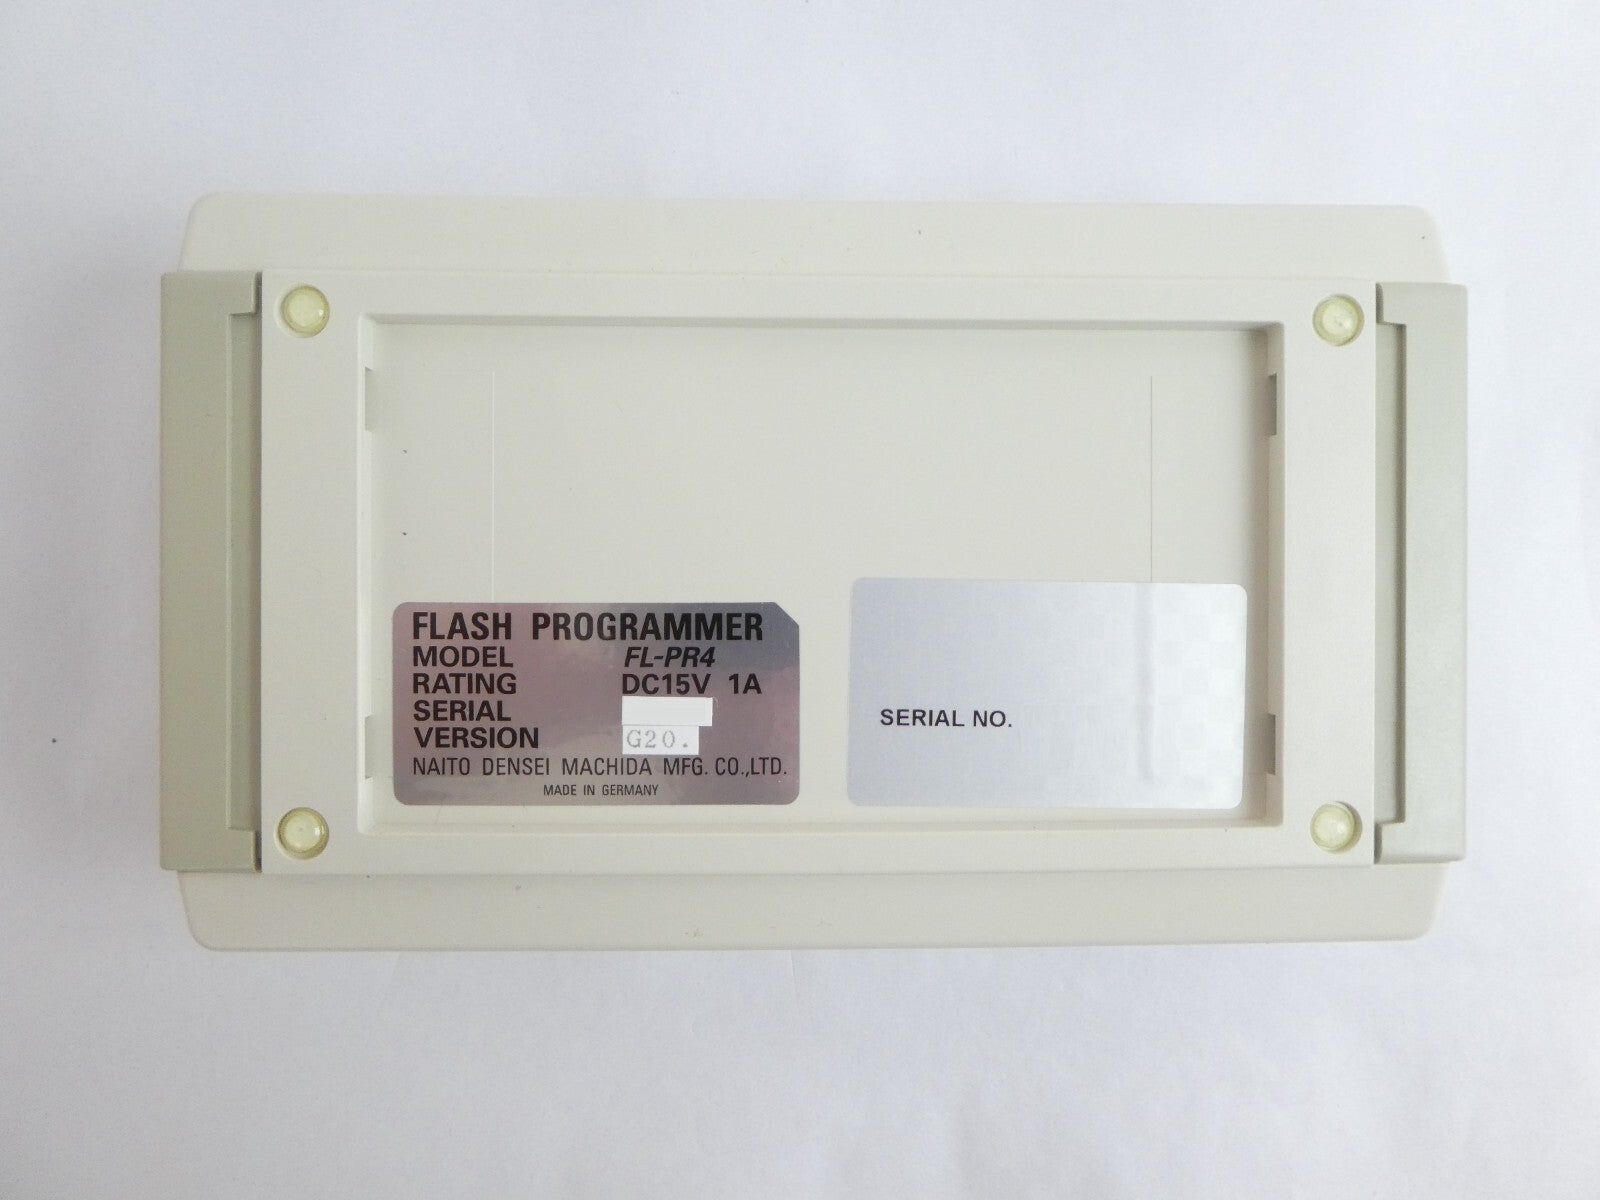 FLASH PROGRAMMER
MODEL FL-PR4
RATING DC15V 1A
SERIAL
VERSION G20.
NAITO DENSEI MACHIDA MFG. CO.,LTD.
MADE IN GERMANY
SERIAL NO.